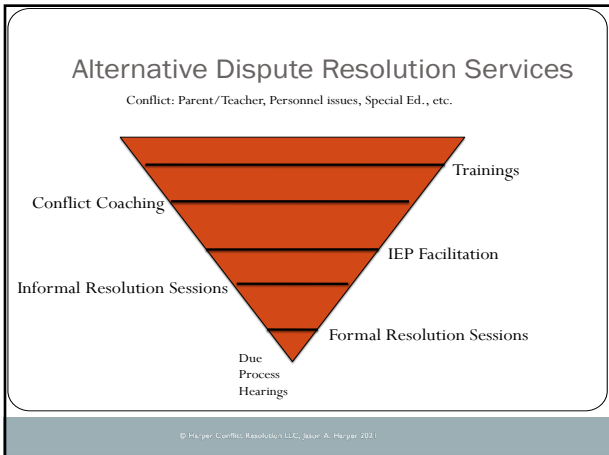 Alternative Dispute Resolution Services
Conflict: Parent/Teacher, Personnel issues, Special Ed., etc.
Trainings
Conflict Coaching
IEP Facilitation
Informal Resolution Sessions
Formal Resolution Sessions
Due
Process
Hearings
© Harper Conflict Resolution LLC, Jason A. Harper 2021